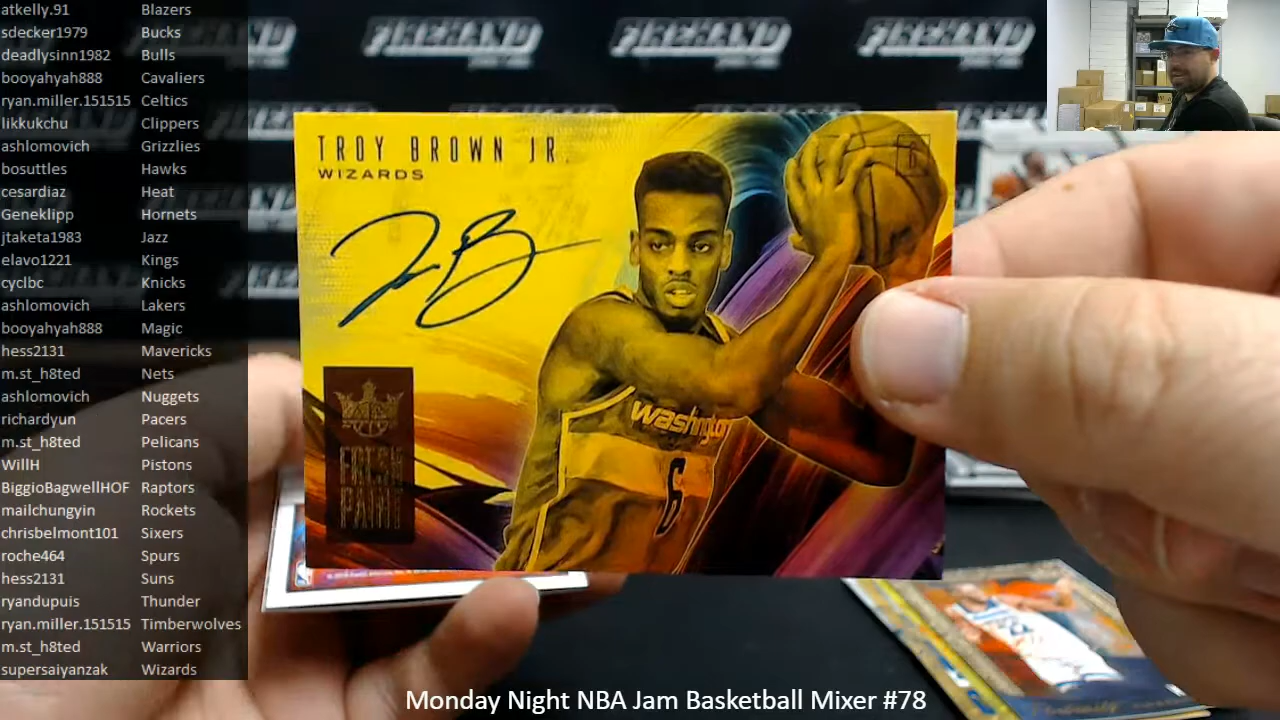 atkelly.91 Blazers
sdecker1979 Bucks
deadlysinn1982 Bulls
booyahyah888 Cavaliers
ryan.miller.151515 Celtics
likkukchu Clippers
ashlomovich Grizzlies
bosuttles Hawks
cesardiaz Heat
Geneklipp Hornets
jtaketa1983 Jazz
elavo1221 Kings
cyclbc Knicks
ashlomovich Lakers
booyahyah888 Magic
hess2131 Mavericks
m.st_h8ted Nets
ashlomovich Nuggets
richardyun Pacers
m.st_h8ted Pelicans
WillH Pistons
BiggioBagwellHOF Raptors
mailchungyin Rockets
chrisbelmont101 Sixers
roche464 Spurs
hess2131 Suns
ryandupuis Thunder
ryan.miller.151515 Timberwolves
m.st_h8ted Warriors
supersaiyanzak Wizards
FIREHAND FIREHAND FIREHAND
TROY BROWN JR.
WIZARDS
6
Washington
6
FRESH
PAINT
Monday Night NBA Jam Basketball Mixer #78